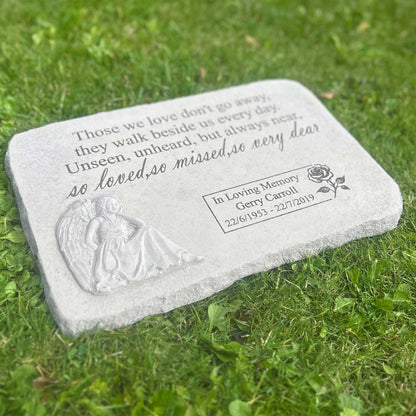 Those we love don't go away,
they walk beside us every day.
Unseen, unheard, but always near,
so loved,so missed,so very dear
In Loving Memory
Gerry Carroll
22/6/1953 - 22/7/2019